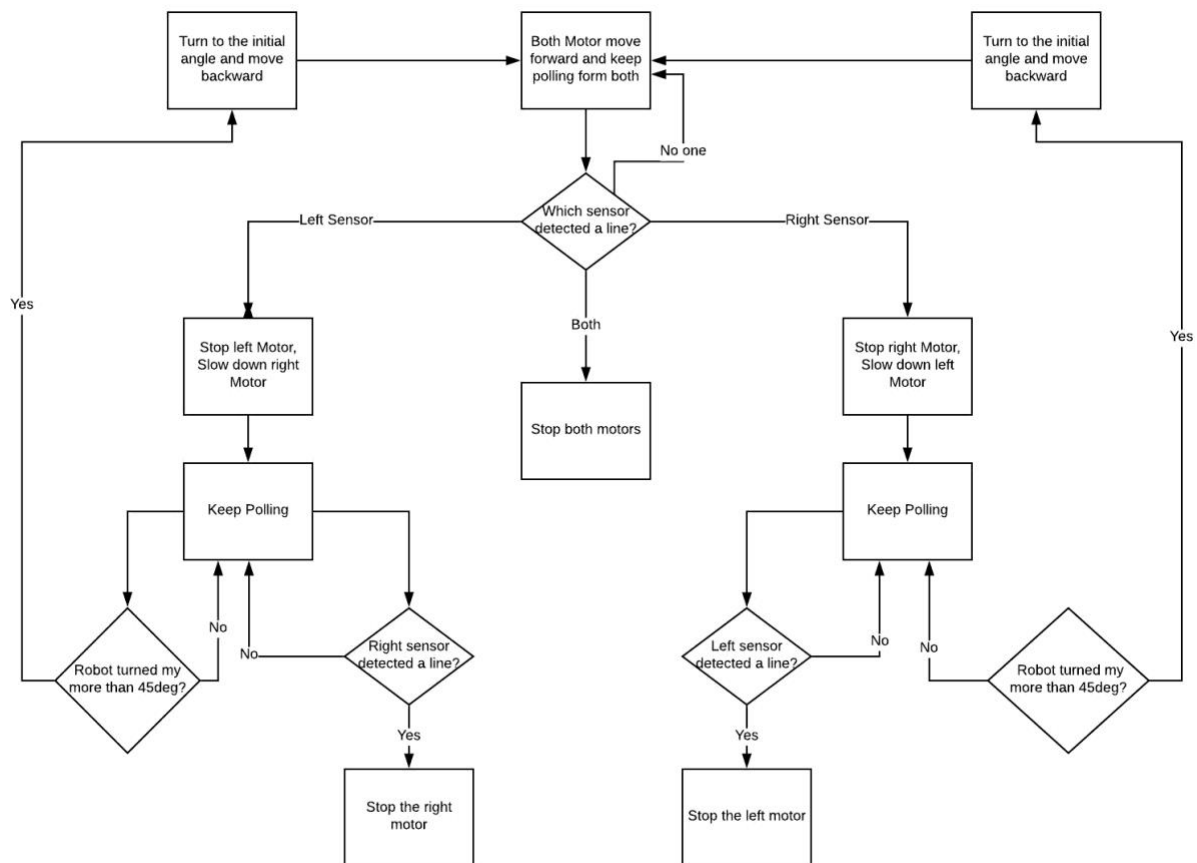 Turn to the initial
angle and move
backward
Both Motor move
forward and keep
polling form both
Turn to the initial
angle and move
backward
No one
Which sensor
detected a line?
Left Sensor
Right Sensor
Yes
Both
Yes
Stop left Motor,
Slow down right
Motor
Stop right Motor,
Slow down left
Motor
Stop both motors
Keep Polling
Keep Polling
No
No
No
No
Robot turned my
more than 45deg?
Right sensor
detected a line?
Left sensor
detected a line?
Robot turned my
more than 45deg?
Yes
Yes
Stop the right
motor
Stop the left motor